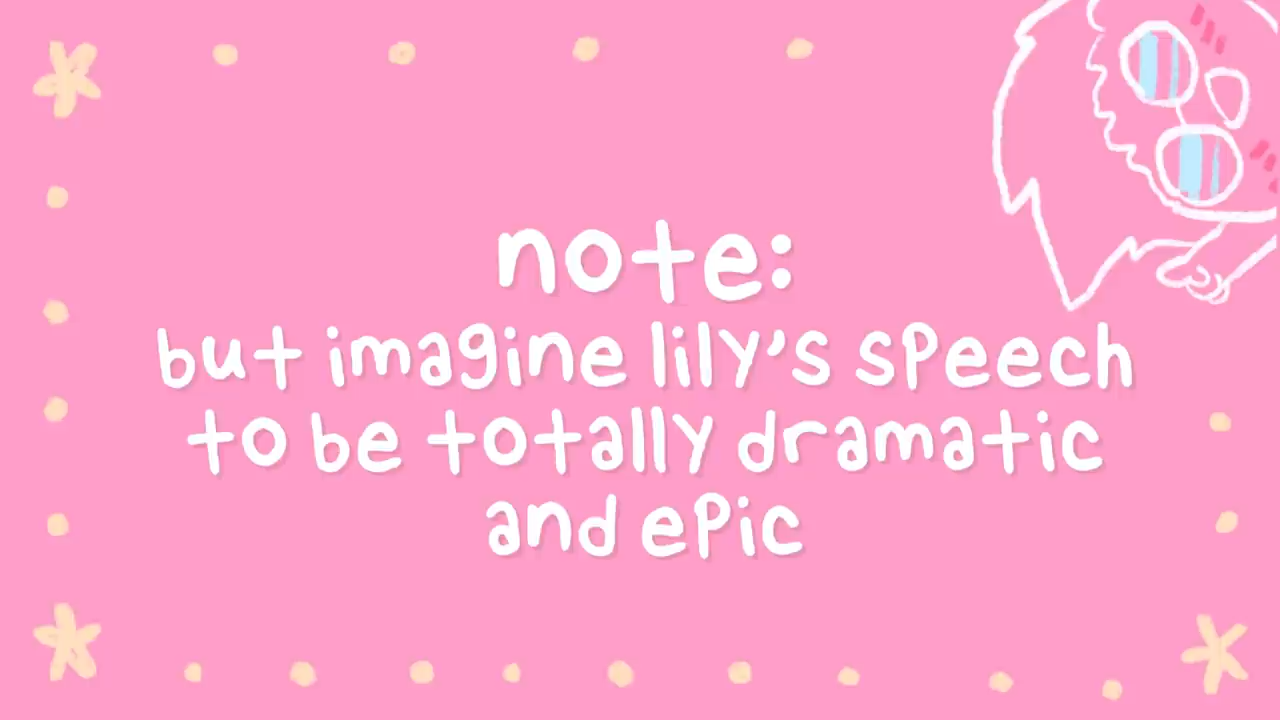 note:
but imagine lily's speech
to be totally dramatic
and epic